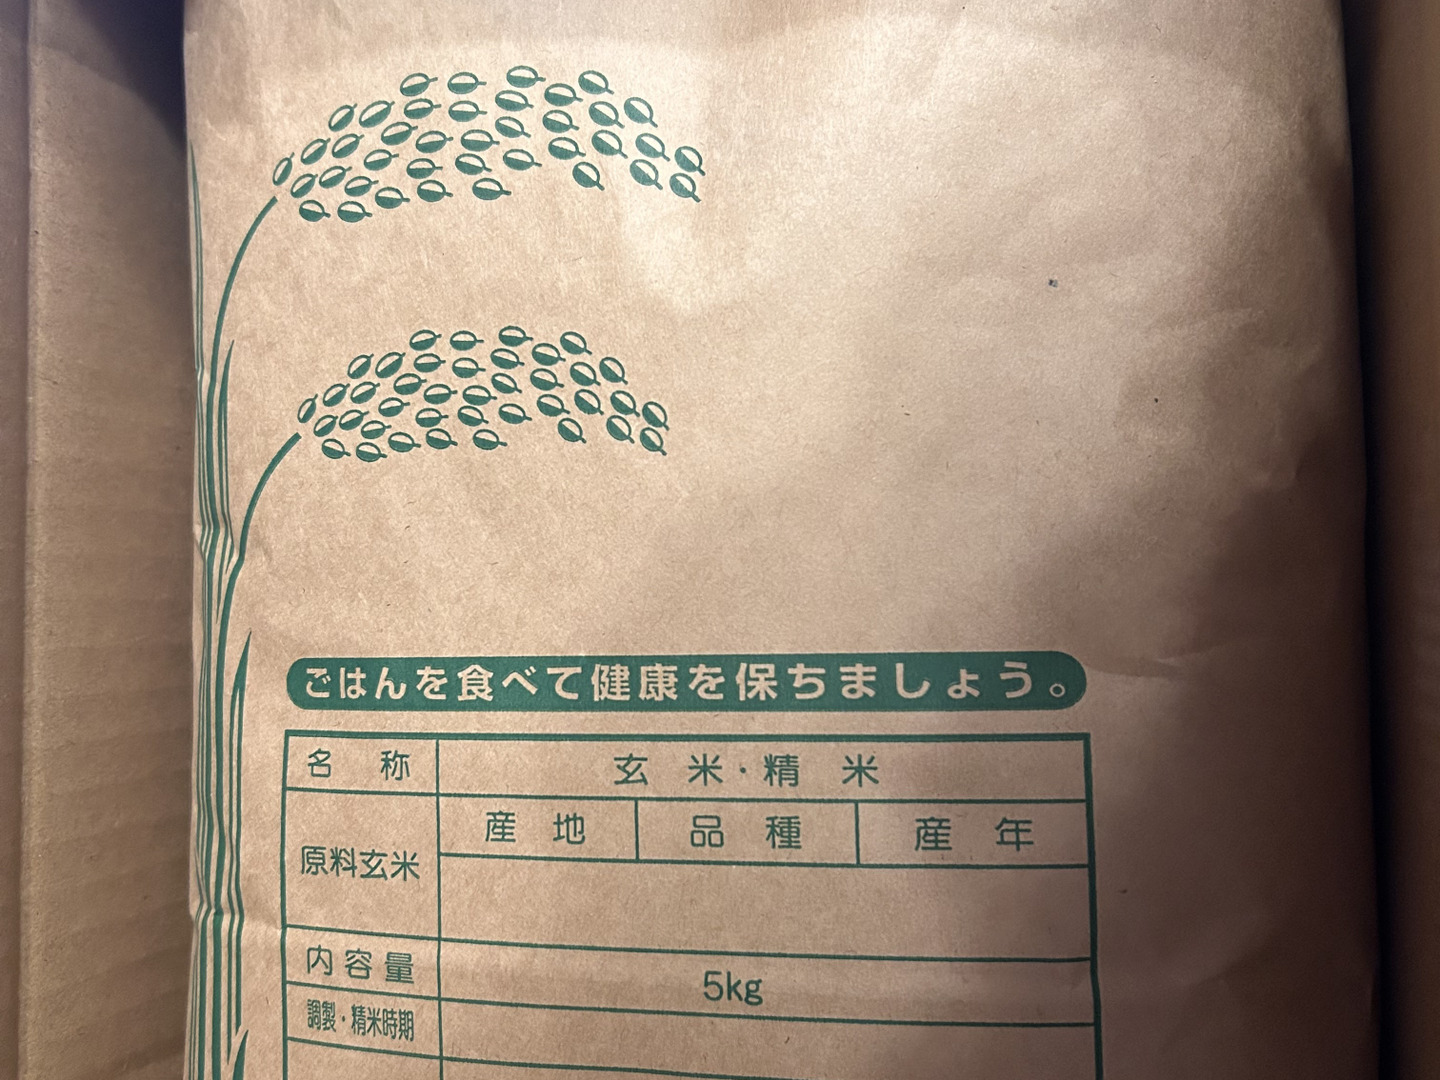 ごはんを食べて健康を保ちましょう。
名 称 玄 米・精 米
原料玄米 産 地 品 種 産 年
内容量 5kg
調製・精米時期